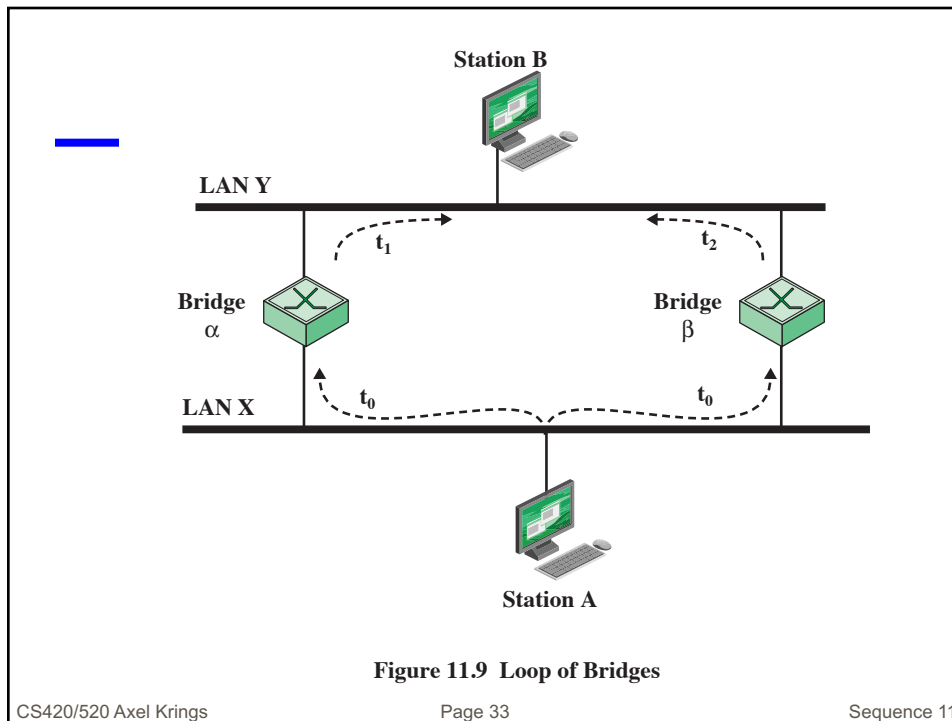 Station B
LAN Y
t₁
t₂
Bridge
α
Bridge
β
t₀
t₀
LAN X
Station A
Figure 11.9 Loop of Bridges
CS420/520 Axel Krings
Page 33
Sequence 11